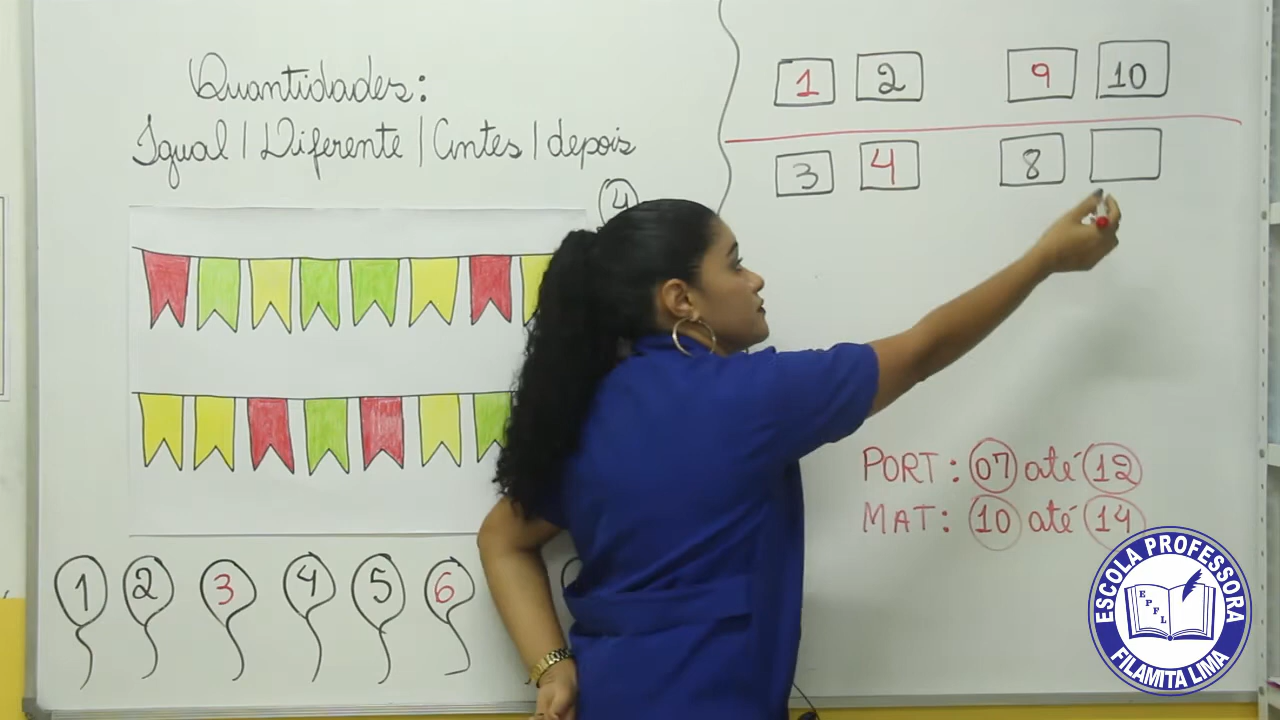 Quantidades:
Igual | Diferente | Antes | depois
4
1 2 3 4 5 6
1 2 9 10
3 4 8
PORT: 07 até 12
MAT: 10 até 14
ESCOLA PROFESSORA
E P F L
FILAMITA LIMA